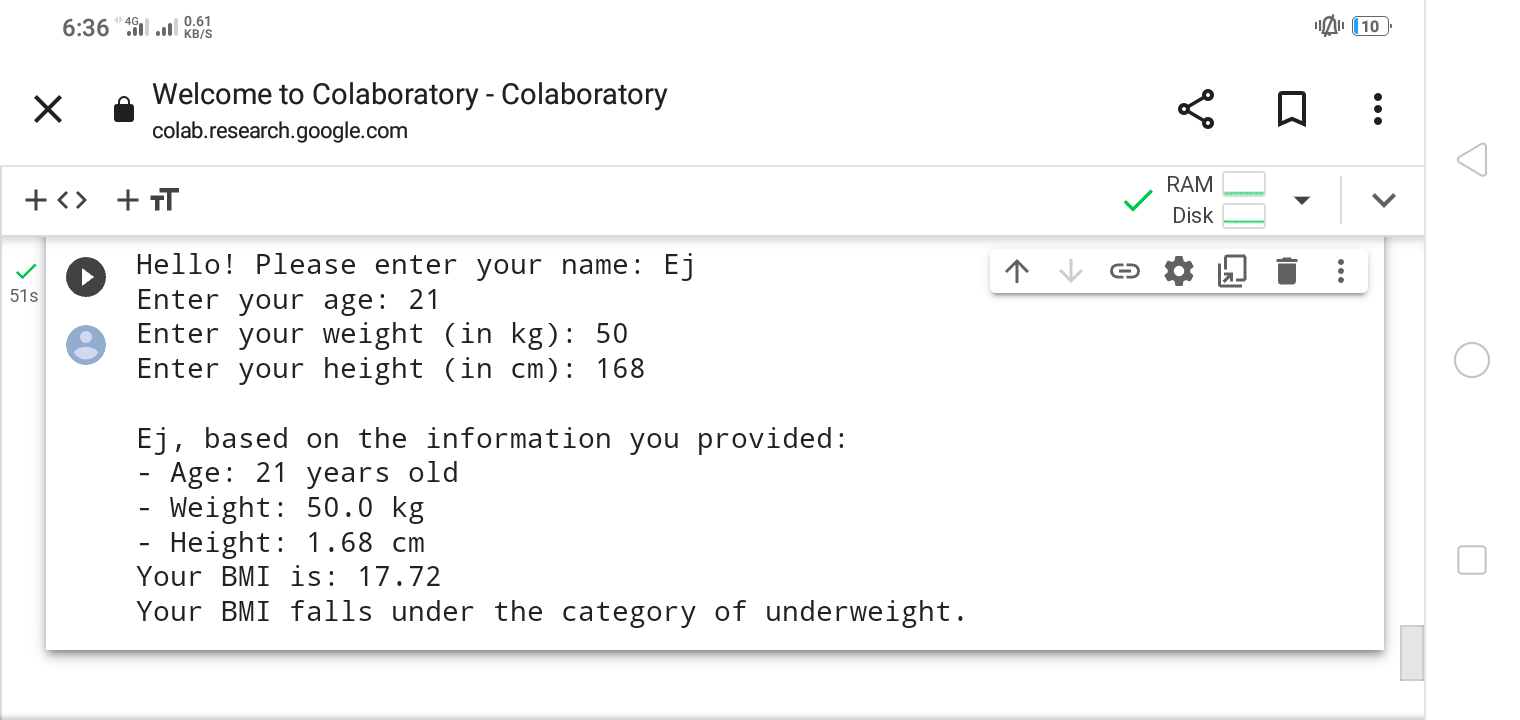 6:36 4G 0.61 KB/S 10
Welcome to Colaboratory - Colaboratory
colab.research.google.com
RAM
Disk
51s
Hello! Please enter your name: Ej
Enter your age: 21
Enter your weight (in kg): 50
Enter your height (in cm): 168
Ej, based on the information you provided:
- Age: 21 years old
- Weight: 50.0 kg
- Height: 1.68 cm
Your BMI is: 17.72
Your BMI falls under the category of underweight.